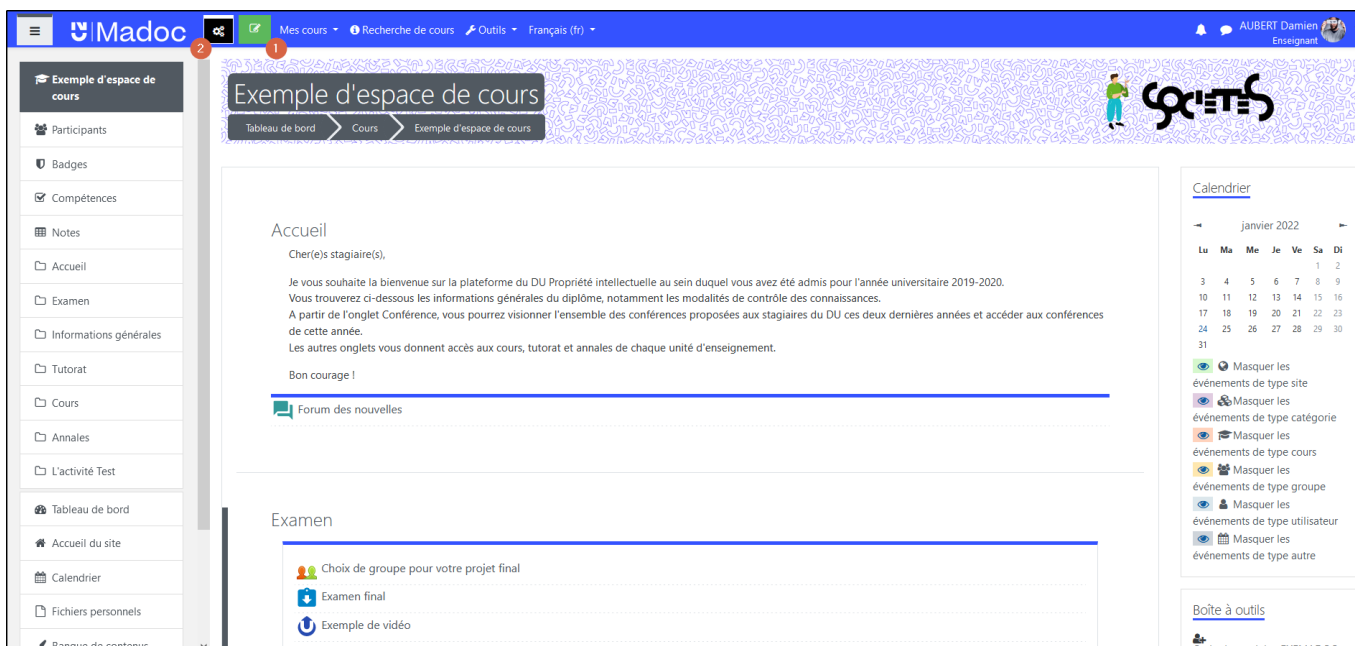 Madoc
2
1
Mes cours
Recherche de cours
Outils
Français (fr)
AUBERT Damien
Enseignant
Exemple d'espace de
cours
Participants
Badges
Compétences
Notes
Accueil
Examen
Informations générales
Tutorat
Cours
Annales
L'activité Test
Tableau de bord
Accueil du site
Calendrier
Fichiers personnels
Banque de contenus
Exemple d'espace de cours
Tableau de bord
Cours
Exemple d'espace de cours
SOCIETES
Accueil
Cher(e)s stagiaire(s),
Je vous souhaite la bienvenue sur la plateforme du DU Propriété intellectuelle au sein duquel vous avez été admis pour l'année universitaire 2019-2020.
Vous trouverez ci-dessous les informations générales du diplôme, notamment les modalités de contrôle des connaissances.
A partir de l'onglet Conférence, vous pourrez visionner l'ensemble des conférences proposées aux stagiaires du DU ces deux dernières années et accéder aux conférences
de cette année.
Les autres onglets vous donnent accès aux cours, tutorat et annales de chaque unité d'enseignement.
Bon courage !
Forum des nouvelles
Examen
Choix de groupe pour votre projet final
Examen final
Exemple de vidéo
Calendrier
janvier 2022
Lu Ma Me Je Ve Sa Di
1 2
3 4 5 6 7 8 9
10 11 12 13 14 15 16
17 18 19 20 21 22 23
24 25 26 27 28 29 30
31
Masquer les
événements de type site
Masquer les
événements de type catégorie
Masquer les
événements de type cours
Masquer les
événements de type groupe
Masquer les
événements de type utilisateur
Masquer les
événements de type autre
Boîte à outils